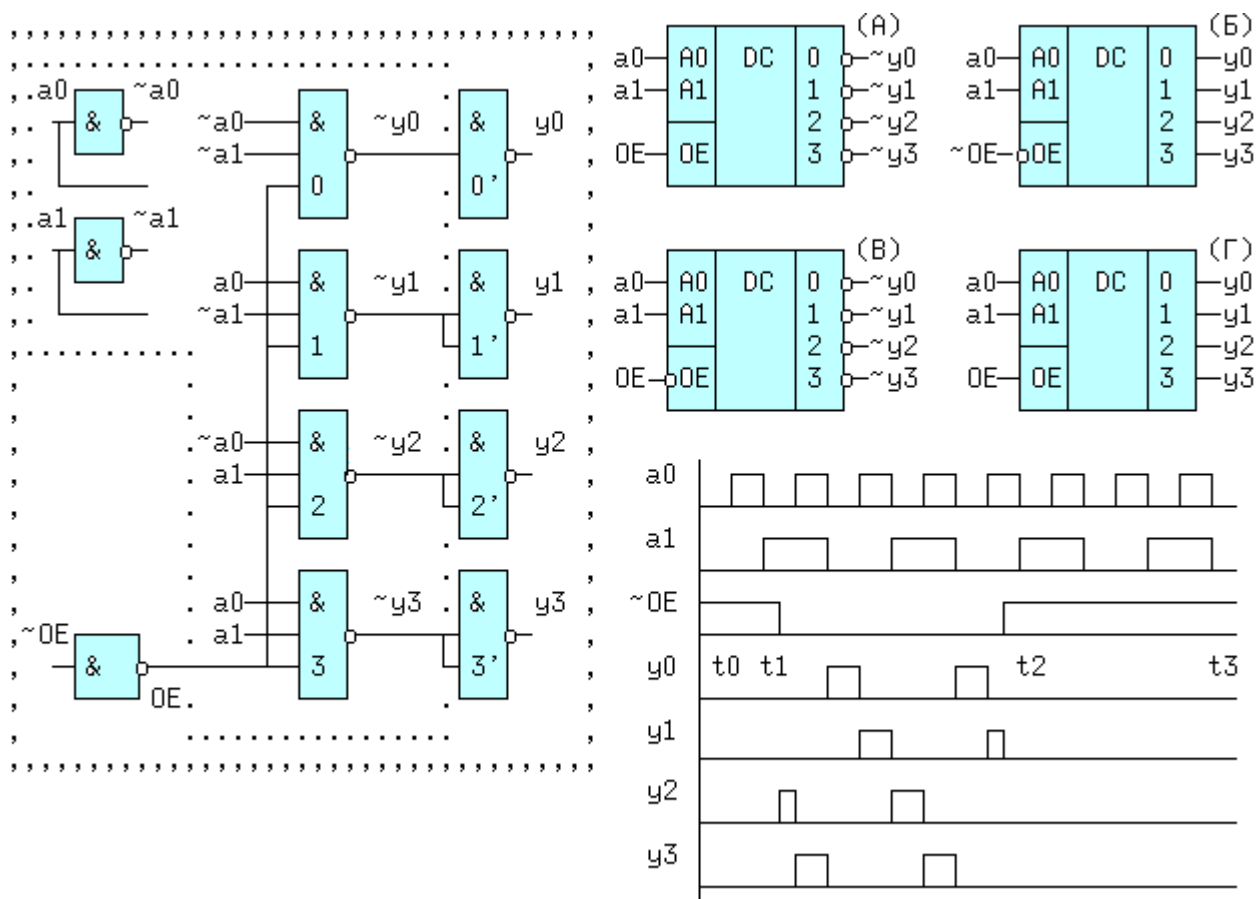 a0 ~a0
&
~a0 & ~y0 & y0
~a1
0 0'
a1 ~a1
&
a0 & ~y1 & y1
~a1
1 1'
~a0 & ~y2 & y2
a1
2 2'
a0 & ~y3 & y3
a1
3 3'
~OE
&
OE
(А)
a0 A0 DC 0 ~y0
a1 A1 1 ~y1
2 ~y2
OE OE 3 ~y3
(Б)
a0 A0 DC 0 y0
a1 A1 1 y1
2 y2
~OE OE 3 y3
(В)
a0 A0 DC 0 ~y0
a1 A1 1 ~y1
2 ~y2
OE OE 3 ~y3
(Г)
a0 A0 DC 0 y0
a1 A1 1 y1
2 y2
OE OE 3 y3
a0
a1
~OE
y0 t0 t1 t2 t3
y1
y2
y3